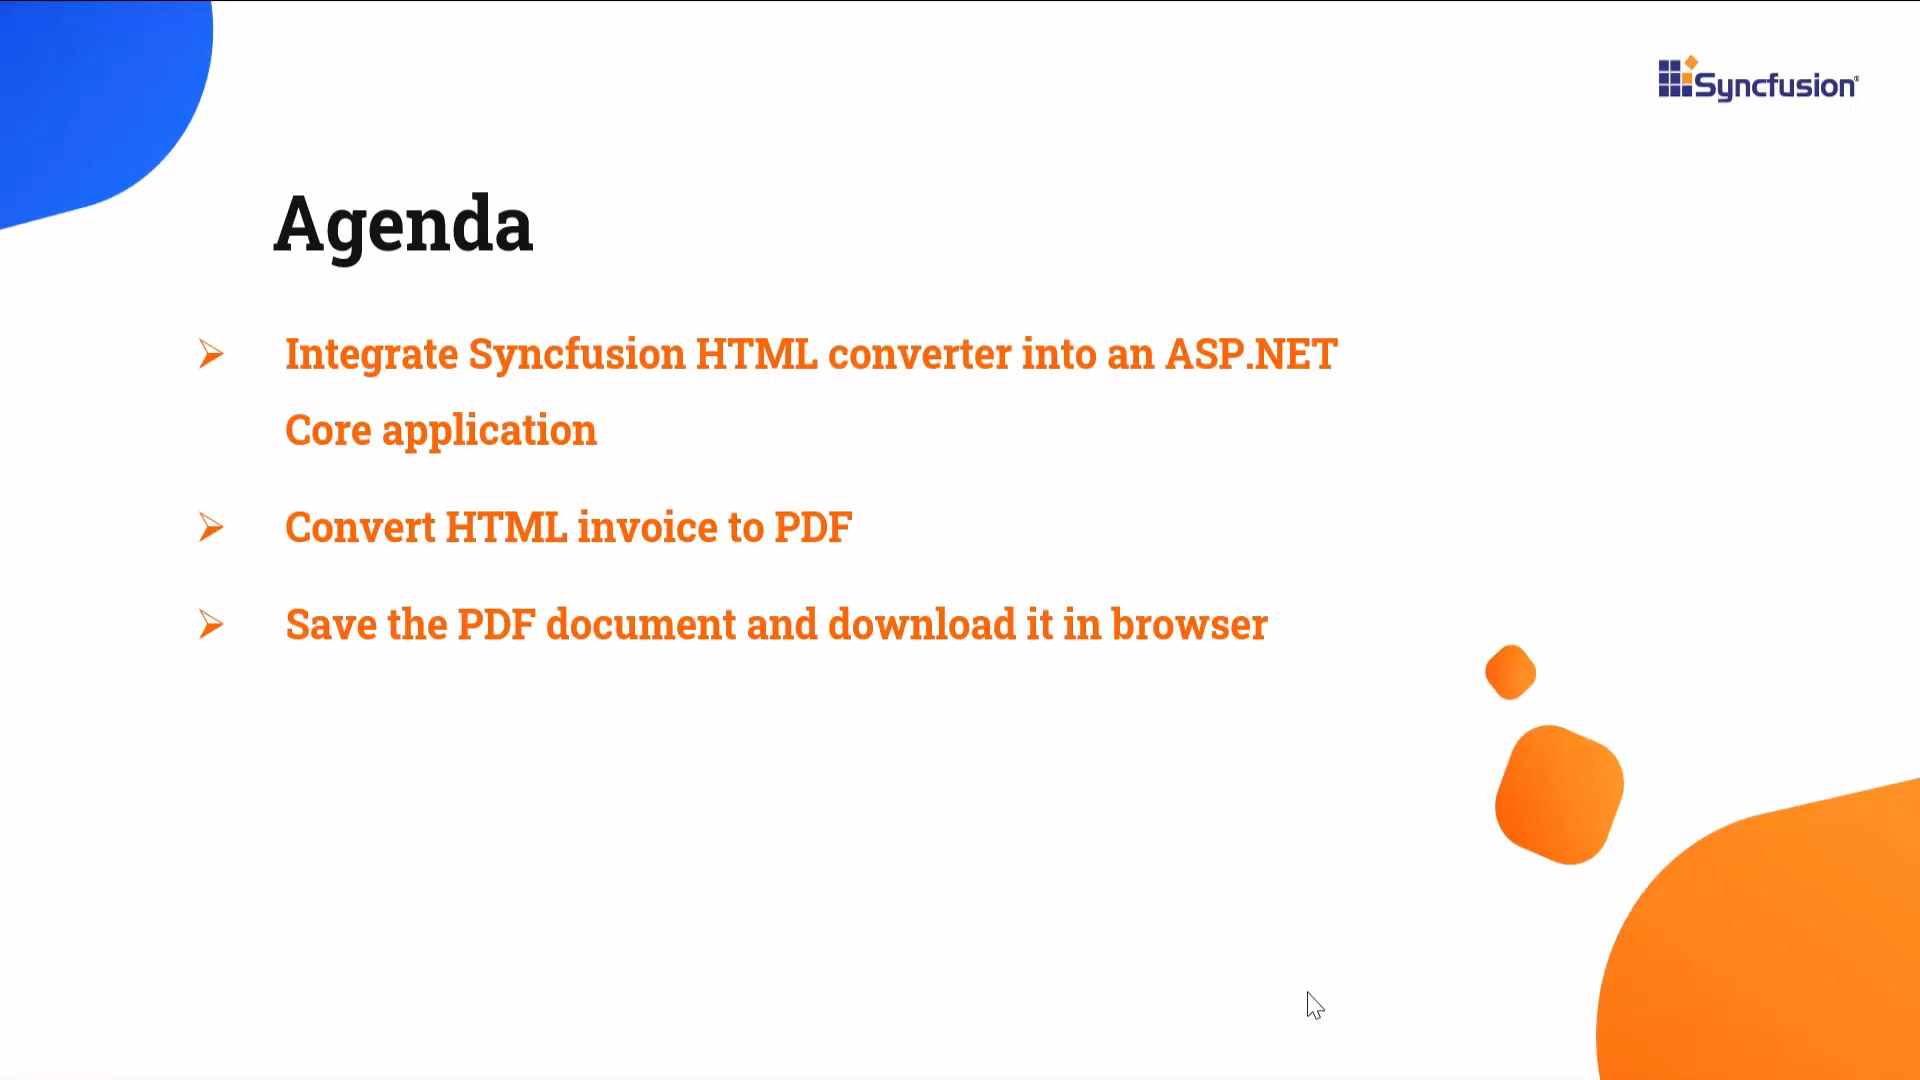 Syncfusion®
Agenda
➢ Integrate Syncfusion HTML converter into an ASP.NET
Core application
➢ Convert HTML invoice to PDF
➢ Save the PDF document and download it in browser